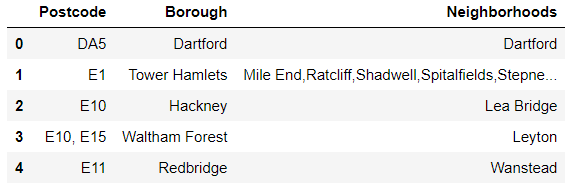 Postcode Borough Neighborhoods
0 DA5 Dartford Dartford
1 E1 Tower Hamlets Mile End,Ratcliff,Shadwell,Spitalfields,Stepne...
2 E10 Hackney Lea Bridge
3 E10, E15 Waltham Forest Leyton
4 E11 Redbridge Wanstead